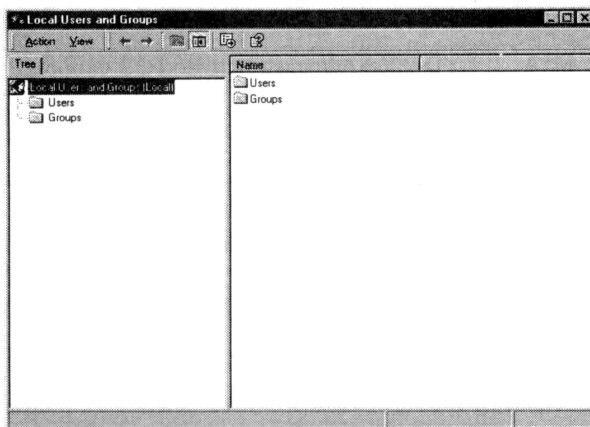 Local Users and Groups
Action View
Tree
Local Users and Groups (Local)
Users
Groups
Name
Users
Groups